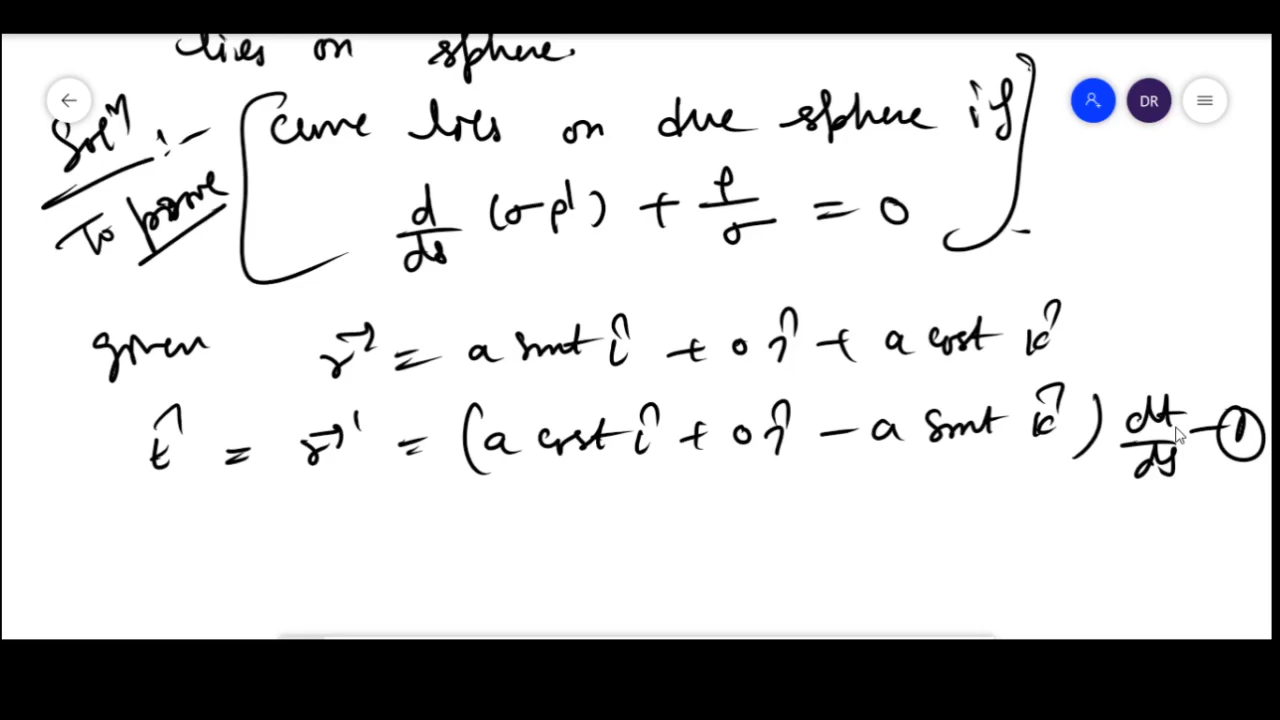 lies on sphere.
DR
Solⁿ :-
To prove
[ Curve lies on the sphere if
d/ds (σρ') + ρ/σ = 0 ]
given r⃗ = a sint î + 0 ĵ + a cost k̂
t̂ = r⃗' = (a cost î + 0 ĵ - a sint k̂) dt/ds - ①